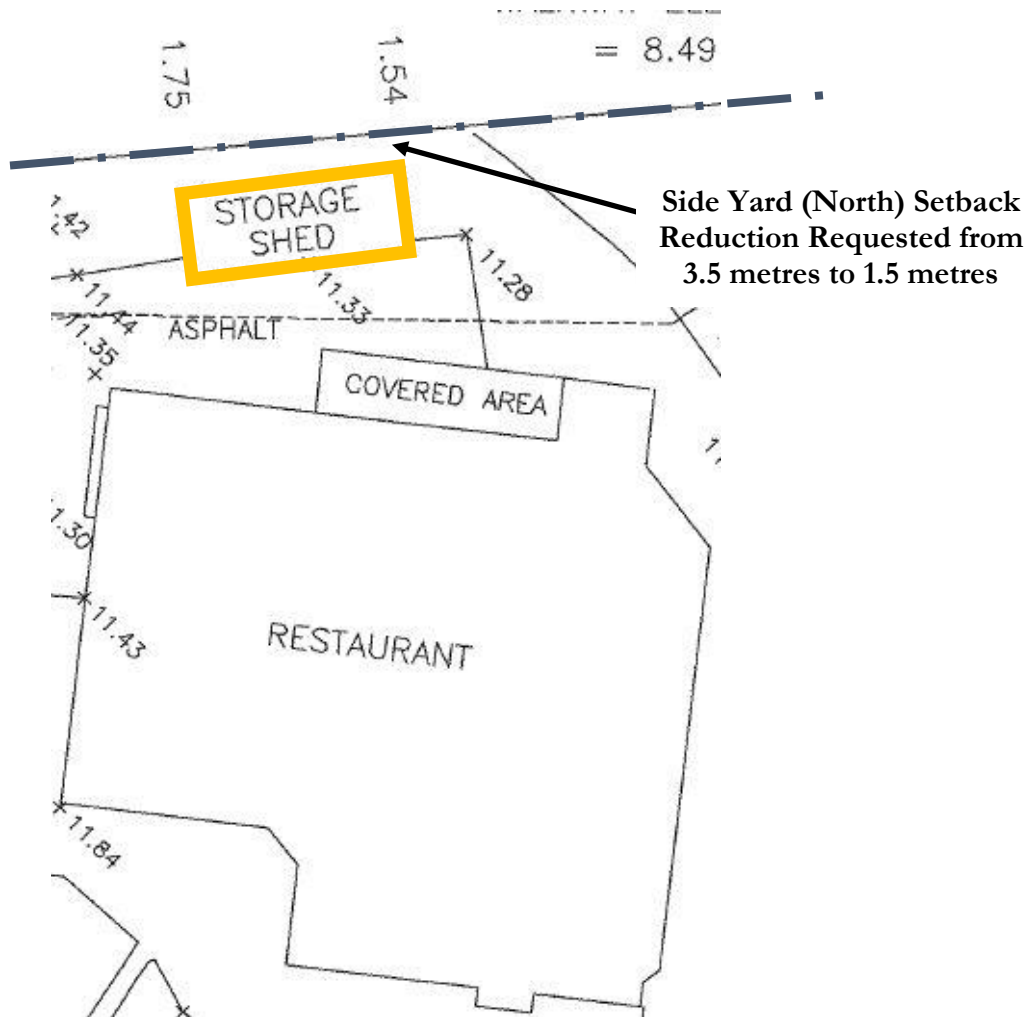 = 8.49
1.75
1.54
STORAGE
SHED
Side Yard (North) Setback
Reduction Requested from
3.5 metres to 1.5 metres
11.28
11.33
11.44
11.35
ASPHALT
COVERED AREA
11.30
11.43
RESTAURANT
11.84